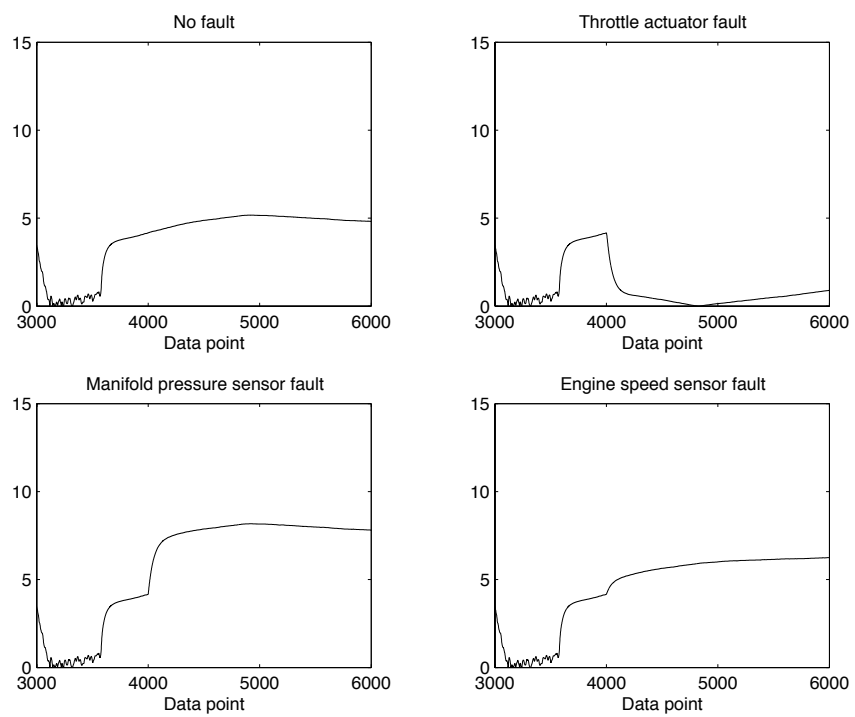 No fault
15
10
5
0
3000 4000 5000 6000
Data point
Throttle actuator fault
15
10
5
0
3000 4000 5000 6000
Data point
Manifold pressure sensor fault
15
10
5
0
3000 4000 5000 6000
Data point
Engine speed sensor fault
15
10
5
0
3000 4000 5000 6000
Data point